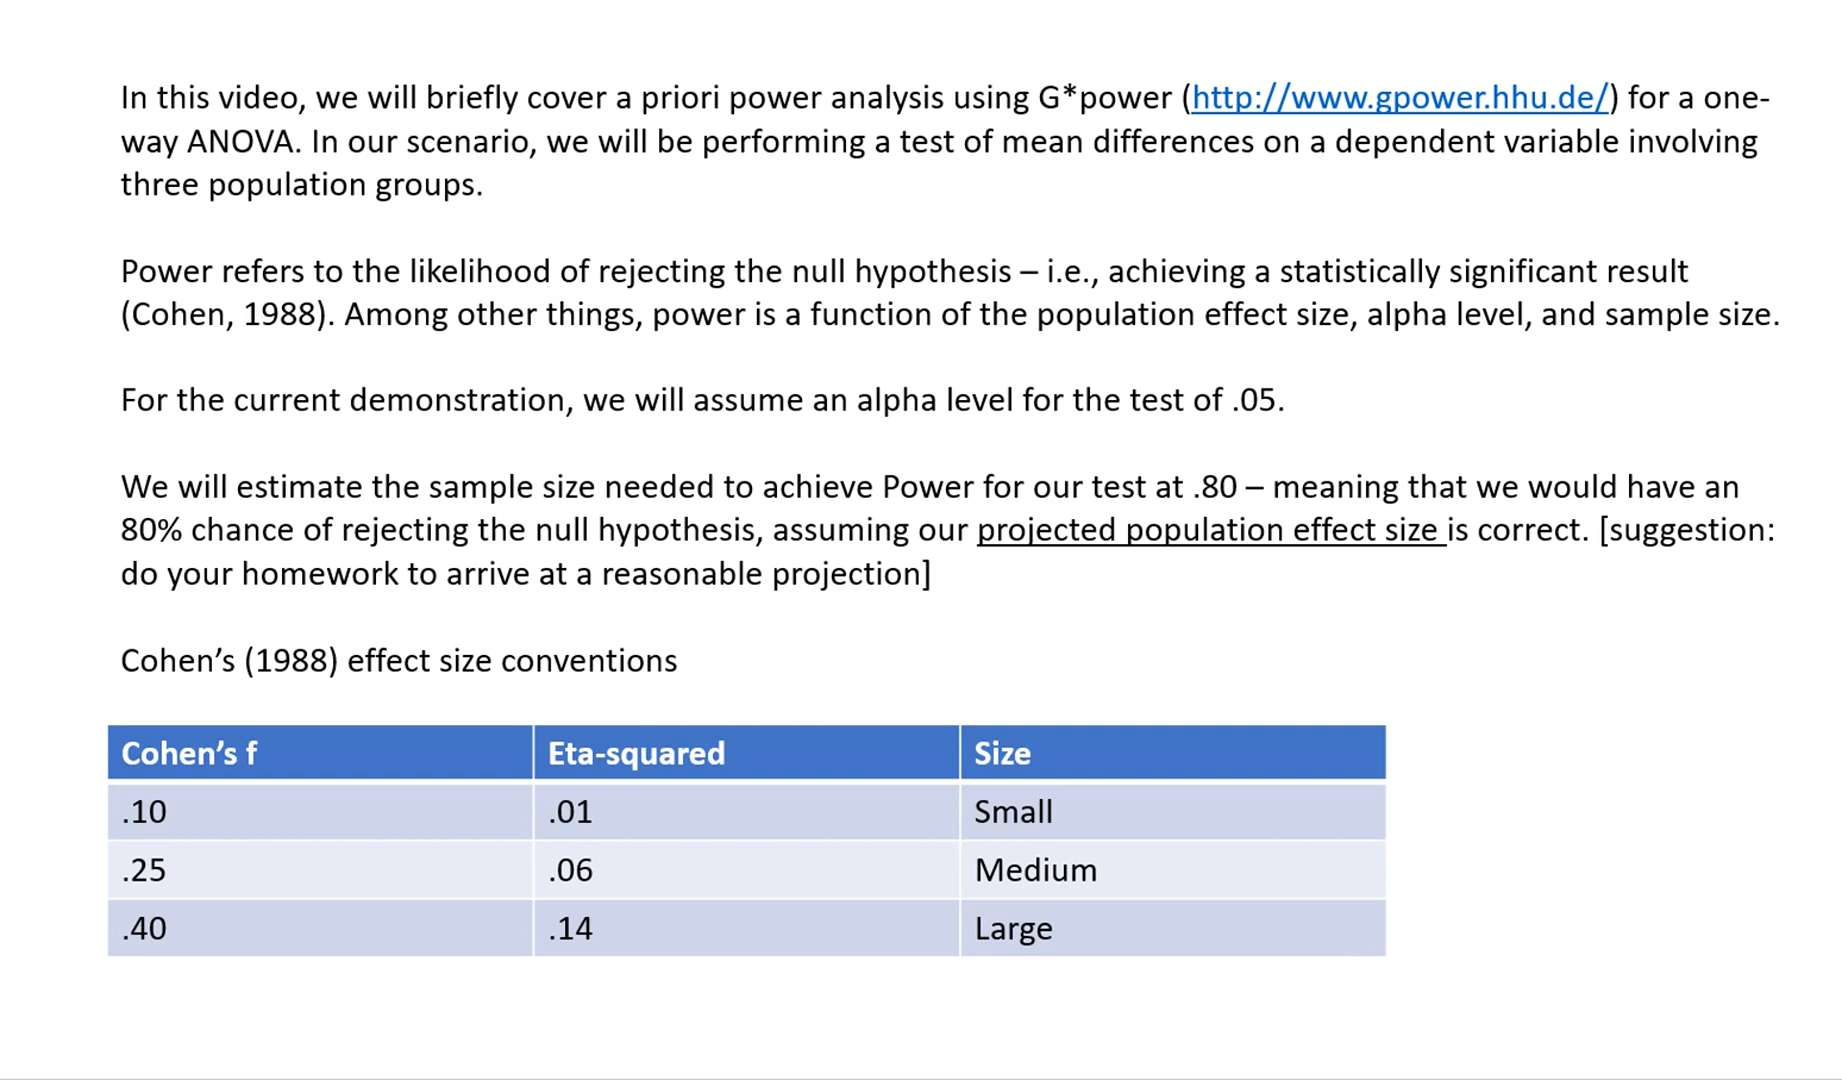 In this video, we will briefly cover a priori power analysis using G*power (http://www.gpower.hhu.de/) for a one-
way ANOVA. In our scenario, we will be performing a test of mean differences on a dependent variable involving
three population groups.
Power refers to the likelihood of rejecting the null hypothesis – i.e., achieving a statistically significant result
(Cohen, 1988). Among other things, power is a function of the population effect size, alpha level, and sample size.
For the current demonstration, we will assume an alpha level for the test of .05.
We will estimate the sample size needed to achieve Power for our test at .80 – meaning that we would have an
80% chance of rejecting the null hypothesis, assuming our projected population effect size is correct. [suggestion:
do your homework to arrive at a reasonable projection]
Cohen’s (1988) effect size conventions
Cohen’s f Eta-squared Size
.10 .01 Small
.25 .06 Medium
.40 .14 Large